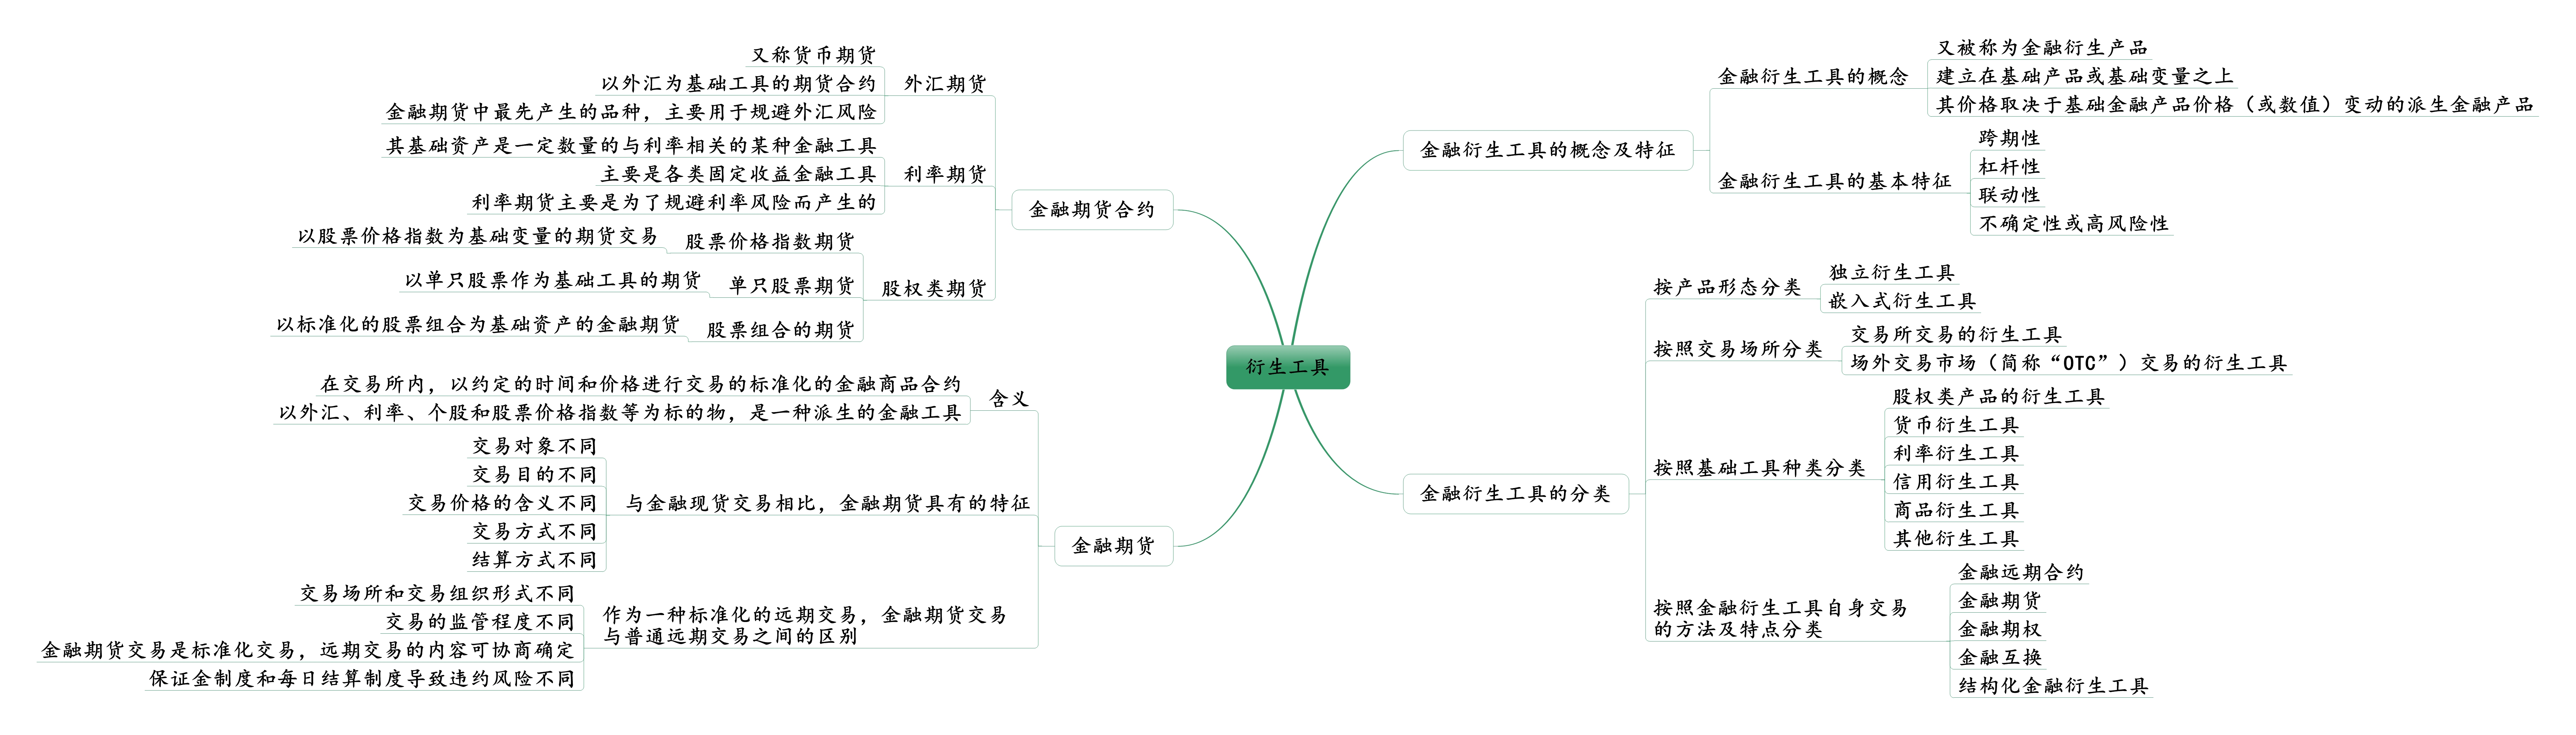 衍生工具
金融衍生工具的概念及特征
金融衍生工具的概念
又被称为金融衍生产品
建立在基础产品或基础变量之上
其价格取决于基础金融产品价格（或数值）变动的派生金融产品
金融衍生工具的基本特征
跨期性
杠杆性
联动性
不确定性或高风险性
金融衍生工具的分类
按产品形态分类
独立衍生工具
嵌入式衍生工具
按照交易场所分类
交易所交易的衍生工具
场外交易市场（简称“OTC”）交易的衍生工具
按照基础工具种类分类
股权类产品的衍生工具
货币衍生工具
利率衍生工具
信用衍生工具
商品衍生工具
其他衍生工具
按照金融衍生工具自身交易
的方法及特点分类
金融远期合约
金融期货
金融期权
金融互换
结构化金融衍生工具
金融期货合约
外汇期货
又称货币期货
以外汇为基础工具的期货合约
金融期货中最先产生的品种，主要用于规避外汇风险
利率期货
其基础资产是一定数量的与利率相关的某种金融工具
主要是各类固定收益金融工具
利率期货主要是为了规避利率风险而产生的
股权类期货
股票价格指数期货
以股票价格指数为基础变量的期货交易
单只股票期货
以单只股票作为基础工具的期货
股票组合的期货
以标准化的股票组合为基础资产的金融期货
金融期货
含义
在交易所内，以约定的时间和价格进行交易的标准化的金融商品合约
以外汇、利率、个股和股票价格指数等为标的物，是一种派生的金融工具
与金融现货交易相比，金融期货具有的特征
交易对象不同
交易目的不同
交易价格的含义不同
交易方式不同
结算方式不同
作为一种标准化的远期交易，金融期货交易
与普通远期交易之间的区别
交易场所和交易组织形式不同
交易的监管程度不同
金融期货交易是标准化交易，远期交易的内容可协商确定
保证金制度和每日结算制度导致违约风险不同